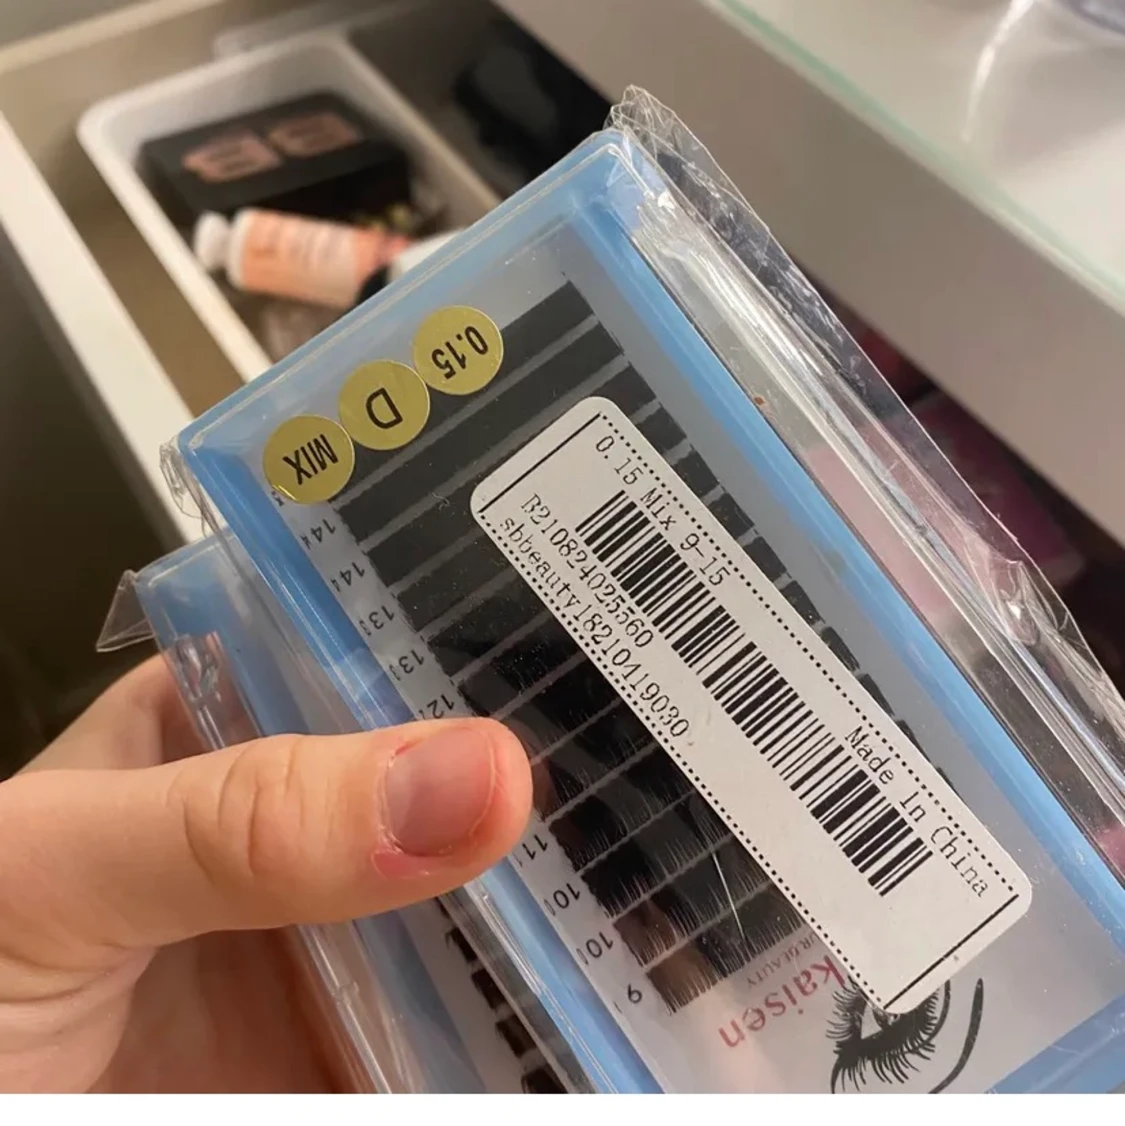 0.15
D
MIX
14
14
13
13
12
11
10
10
9
0.15 Mix 9-15
B210824025560
sbbeauty18210419030
Made In China
kaisen